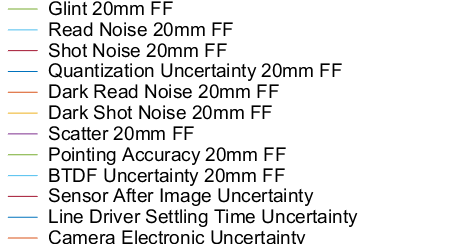 Glint 20mm FF
Read Noise 20mm FF
Shot Noise 20mm FF
Quantization Uncertainty 20mm FF
Dark Read Noise 20mm FF
Dark Shot Noise 20mm FF
Scatter 20mm FF
Pointing Accuracy 20mm FF
BTDF Uncertainty 20mm FF
Sensor After Image Uncertainty
Line Driver Settling Time Uncertainty
Camera Electronic Uncertainty